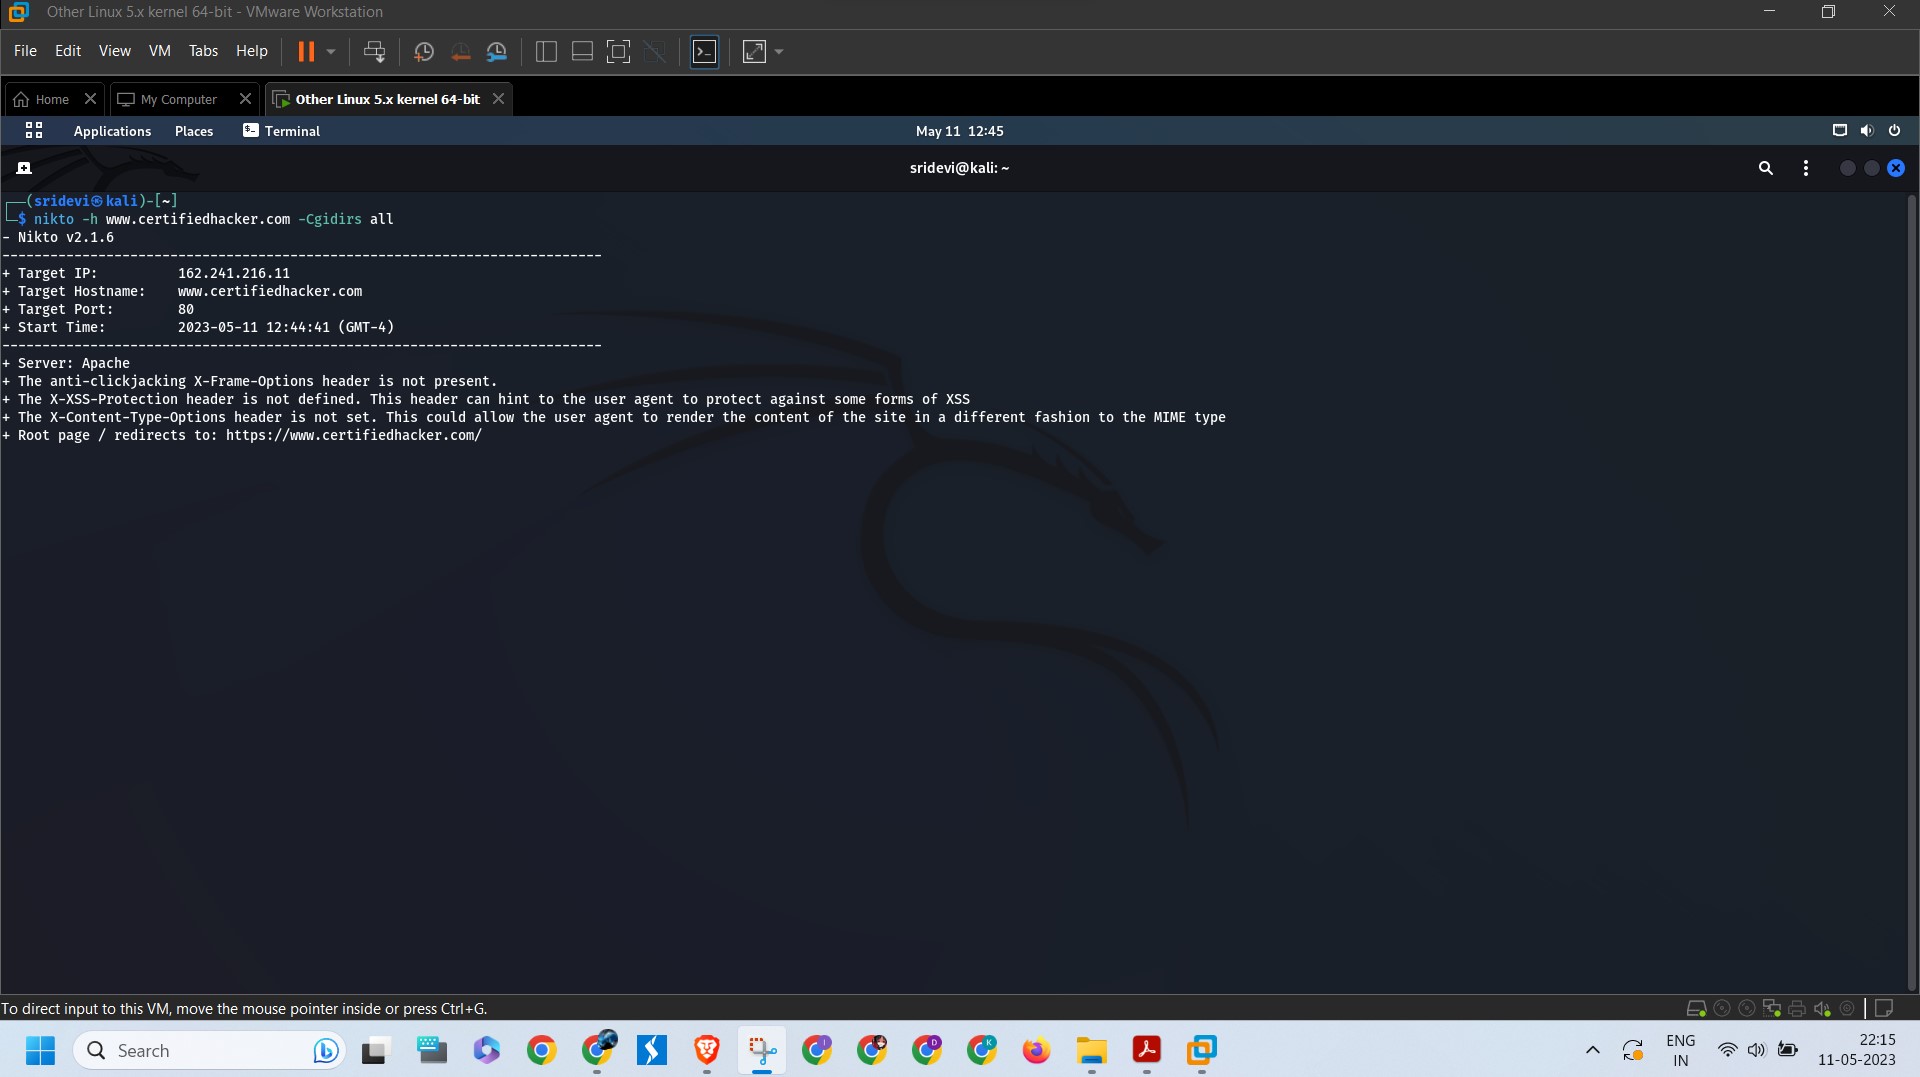 Other Linux 5.x kernel 64-bit - VMware Workstation
File Edit View VM Tabs Help
Home My Computer Other Linux 5.x kernel 64-bit
Applications Places Terminal May 11 12:45
sridevi@kali: ~
┌──(sridevi㉿kali)-[~]
└─$ nikto -h www.certifiedhacker.com -Cgidirs all
- Nikto v2.1.6
---------------------------------------------------------------------------
+ Target IP: 162.241.216.11
+ Target Hostname: www.certifiedhacker.com
+ Target Port: 80
+ Start Time: 2023-05-11 12:44:41 (GMT-4)
---------------------------------------------------------------------------
+ Server: Apache
+ The anti-clickjacking X-Frame-Options header is not present.
+ The X-XSS-Protection header is not defined. This header can hint to the user agent to protect against some forms of XSS
+ The X-Content-Type-Options header is not set. This could allow the user agent to render the content of the site in a different fashion to the MIME type
+ Root page / redirects to: https://www.certifiedhacker.com/
To direct input to this VM, move the mouse pointer inside or press Ctrl+G.
Search
ENG
IN
22:15
11-05-2023